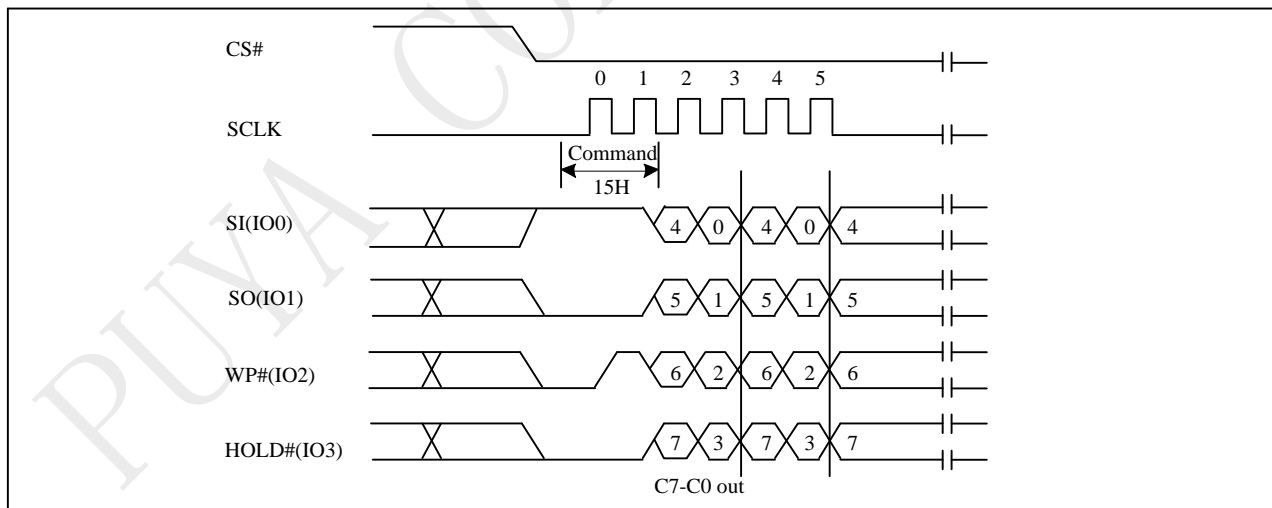 PUYA CO
CS#
0 1 2 3 4 5
SCLK
Command
15H
SI(IO0) 4 0 4 0 4
SO(IO1) 5 1 5 1 5
WP#(IO2) 6 2 6 2 6
HOLD#(IO3) 7 3 7 3 7
C7-C0 out